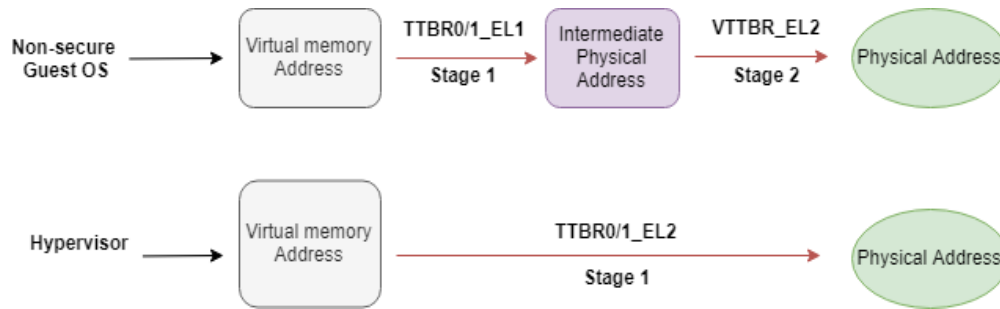 Non-secure
Guest OS
Virtual memory
Address
TTBR0/1_EL1
Stage 1
Intermediate
Physical
Address
VTTBR_EL2
Stage 2
Physical Address
Hypervisor
Virtual memory
Address
TTBR0/1_EL2
Stage 1
Physical Address